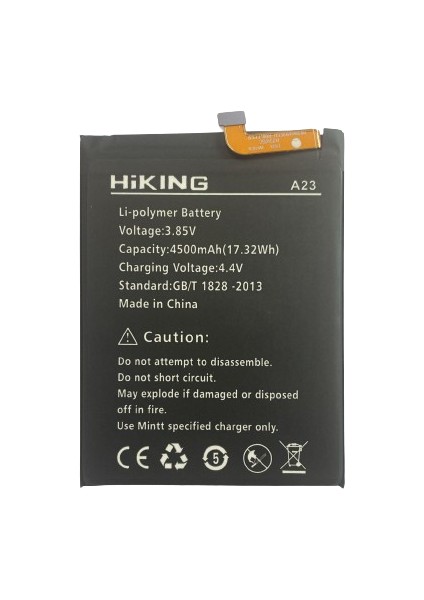 HiKING A23
Li-polymer Battery
Voltage:3.85V
Capacity:4500mAh(17.32Wh)
Charging Voltage:4.4V
Standard:GB/T 1828 -2013
Made in China
Caution:
Do not attempt to disassemble.
Do not short circuit.
May explode if damaged or disposed
off in fire.
Use Mintt specified charger only.
CE 5